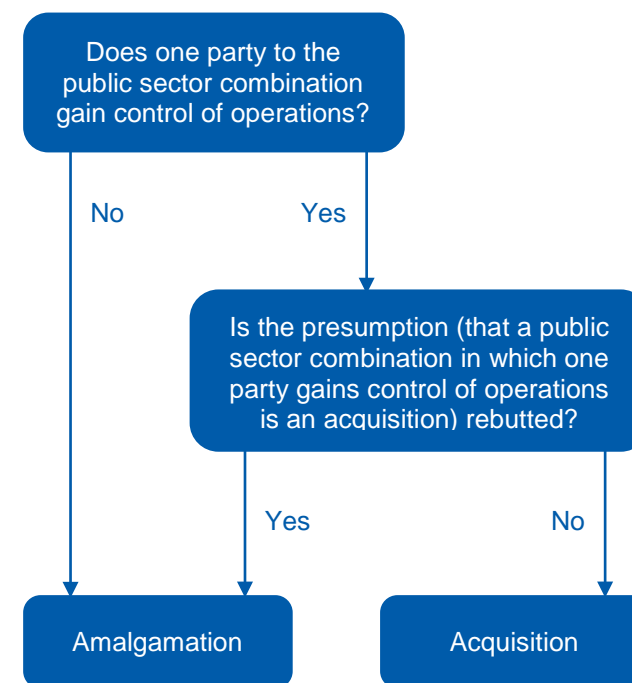 Does one party to the
public sector combination
gain control of operations?
No
Yes
Is the presumption (that a public
sector combination in which one
party gains control of operations
is an acquisition) rebutted?
Yes
No
Amalgamation
Acquisition